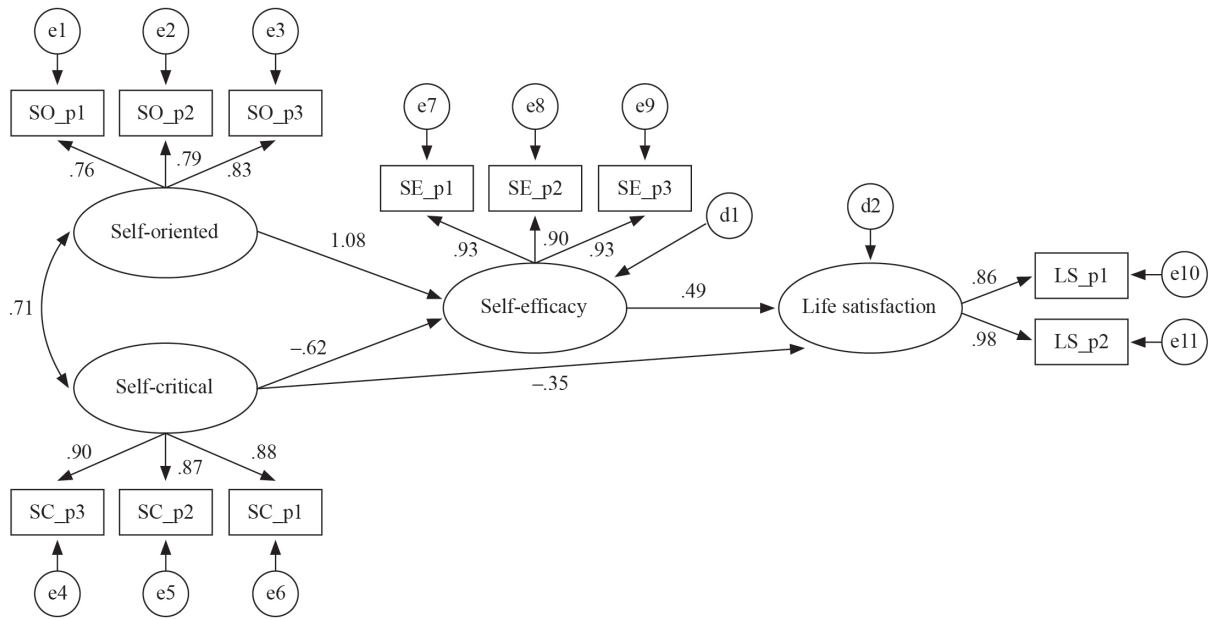 e1
e2
e3
SO_p1
SO_p2
SO_p3
.76
.79
.83
Self-oriented
.71
Self-critical
.90
.87
.88
SC_p3
SC_p2
SC_p1
e4
e5
e6
1.08
–.62
–.35
e7
e8
e9
SE_p1
SE_p2
SE_p3
d1
.93
.90
.93
Self-efficacy
.49
d2
Life satisfaction
.86
.98
LS_p1
LS_p2
e10
e11